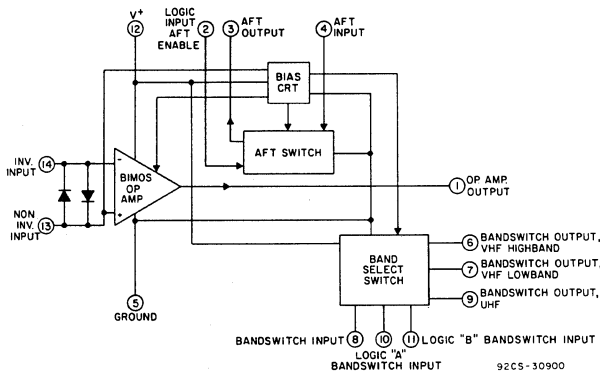 V+
12
LOGIC
INPUT
AFT
ENABLE
2
3
AFT
OUTPUT
4
AFT
INPUT
BIAS
CRT
AFT SWITCH
INV.
INPUT
14
-
BIMOS
OP
AMP
+
NON
INV.
INPUT
13
1
OP AMP.
OUTPUT
5
GROUND
BAND
SELECT
SWITCH
6
BANDSWITCH OUTPUT,
VHF HIGHBAND
7
BANDSWITCH OUTPUT,
VHF LOWBAND
9
BANDSWITCH OUTPUT,
UHF
BANDSWITCH INPUT
8
10
11
LOGIC "B" BANDSWITCH INPUT
LOGIC "A"
BANDSWITCH INPUT
92CS-30900